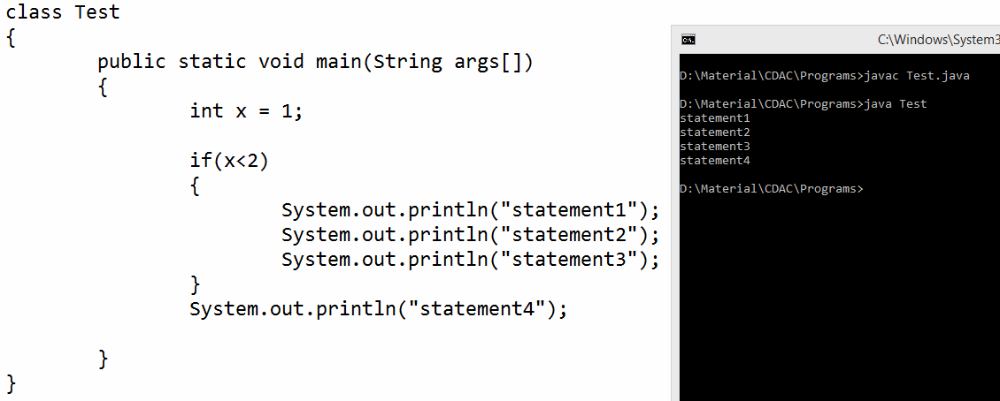 class Test
{
public static void main(String args[])
{
int x = 1;
if(x<2)
{
System.out.println("statement1");
System.out.println("statement2");
System.out.println("statement3");
}
System.out.println("statement4");
}
}
C:\Windows\System3
D:\Material\CDAC\Programs>javac Test.java
D:\Material\CDAC\Programs>java Test
statement1
statement2
statement3
statement4
D:\Material\CDAC\Programs>